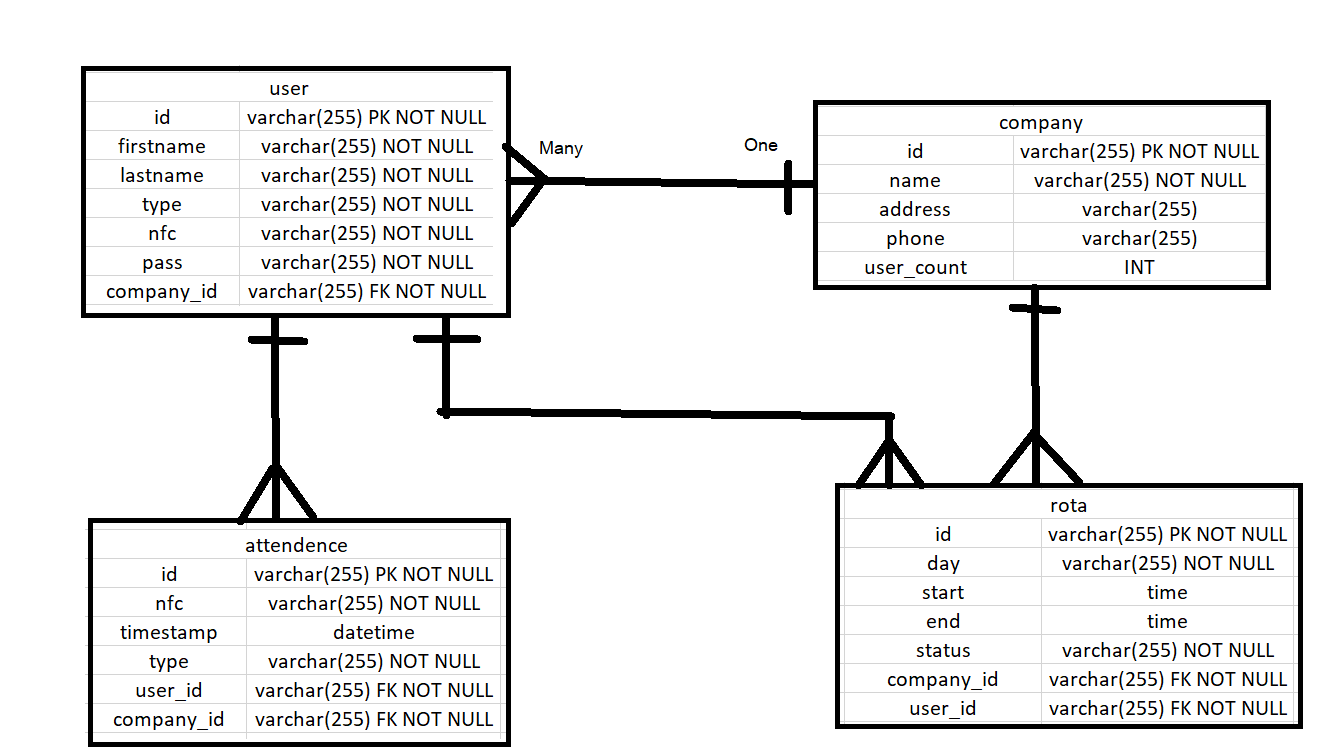 user
id varchar(255) PK NOT NULL
firstname varchar(255) NOT NULL
lastname varchar(255) NOT NULL
type varchar(255) NOT NULL
nfc varchar(255) NOT NULL
pass varchar(255) NOT NULL
company_id varchar(255) FK NOT NULL
Many
One
company
id varchar(255) PK NOT NULL
name varchar(255) NOT NULL
address varchar(255)
phone varchar(255)
user_count INT
attendence
id varchar(255) PK NOT NULL
nfc varchar(255) NOT NULL
timestamp datetime
type varchar(255) NOT NULL
user_id varchar(255) FK NOT NULL
company_id varchar(255) FK NOT NULL
rota
id varchar(255) PK NOT NULL
day varchar(255) NOT NULL
start time
end time
status varchar(255) NOT NULL
company_id varchar(255) FK NOT NULL
user_id varchar(255) FK NOT NULL